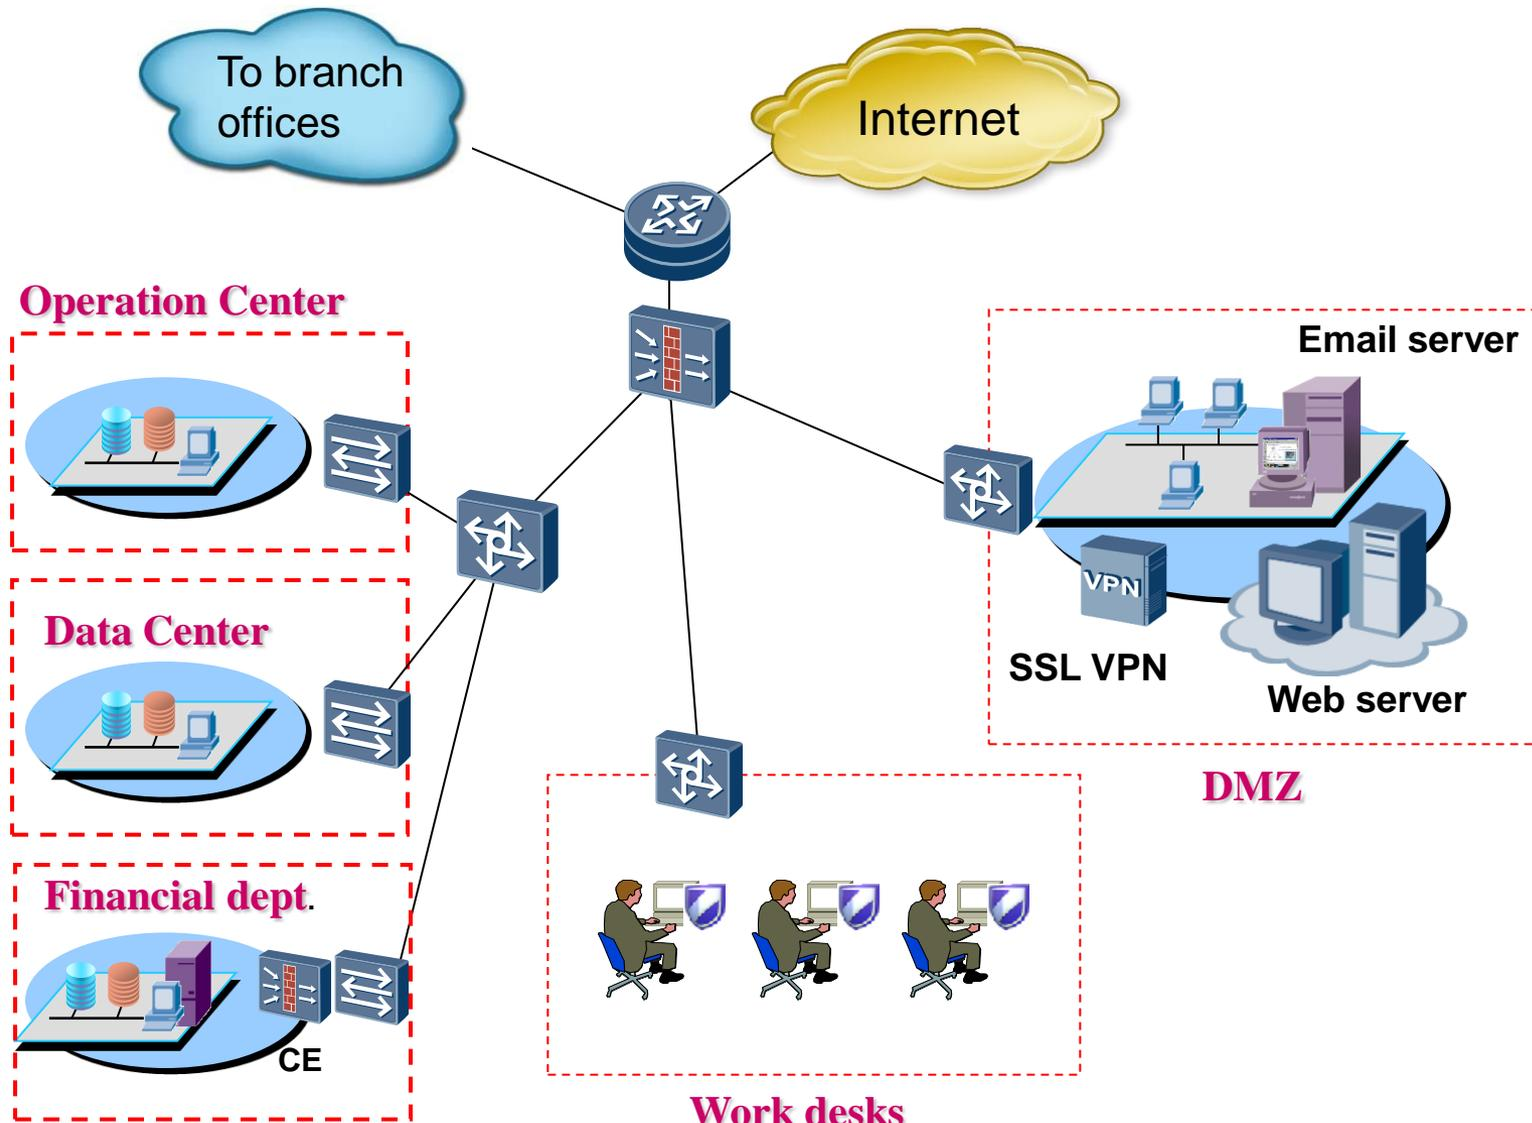 To branch
offices
Internet
Operation Center
Email server
Data Center
VPN
SSL VPN
Web server
DMZ
Financial dept.
CE
Work desks